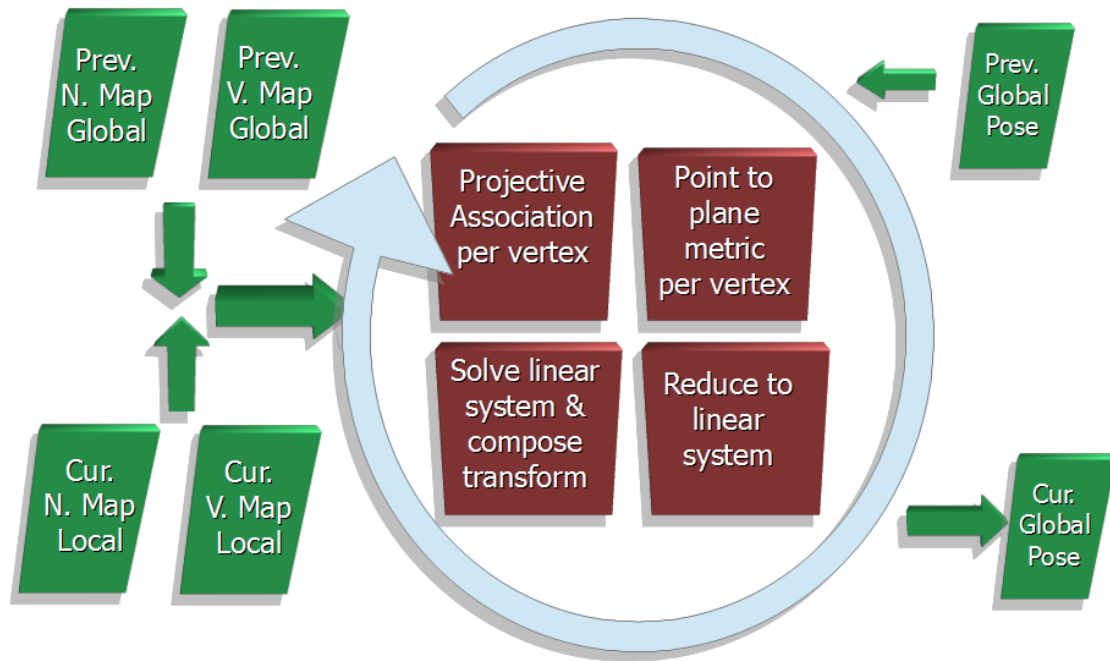 Prev.
N. Map
Global
Prev.
V. Map
Global
Prev.
Global
Pose
Projective
Association
per vertex
Point to
plane
metric
per vertex
Solve linear
system &
compose
transform
Reduce to
linear
system
Cur.
N. Map
Local
Cur.
V. Map
Local
Cur.
Global
Pose